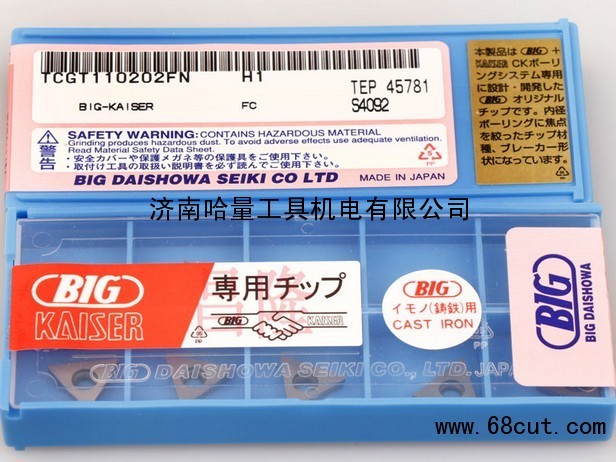 TCGT110202FN H1
TEP 45781
BIG-KAISER FC S4092
本製品は BIG
KAISER CKボーリ
ングシステム専用
に設計・開発した
BIG オリジナル
チップです。内径
ボーリングに焦点
を絞ったチップ材
種、ブレーカー形
状になっています。
警告
SAFETY WARNING: CONTAINS HAZARDOUS MATERIAL
Grinding produces hazardous dust. To avoid adverse effects use adequate ventilation.
Read Material Safety Data Sheet.
・安全カバーや保護メガネ等の保護具をご使用下さい。
・取付け工具の取扱い説明書を必ず読んでご使用下さい。
5
PP
BIG DAISHOWA SEIKI CO LTD MADE IN JAPAN
济南哈量工具机电有限公司
BIG
KAISER
専用チップ
BIG KAISER
PP
BIG
イモノ(鋳鉄)用
CAST IRON
PP
BIG
BIG DAISHOWA
BIG DAISHOWA SEIKI CO., LTD. JAPAN
www.68cut.com